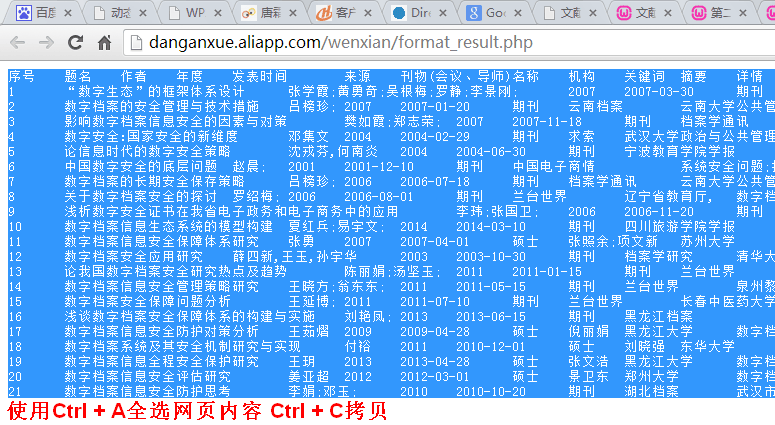 百度 动态 WP 唐稱 客户 Dire Goo 文献 文献 第二
danganxue.aliapp.com/wenxian/format_result.php
序号 题名 作者 年度 发表时间 来源 刊物(会议、导师)名称 机构 关键词 摘要 详情
1 “数字生态”的框架体系设计 张学霞;黄勇奇;吴根梅;罗静;李景刚; 2007 2007-03-30 期刊
2 数字档案的安全管理与技术措施 吕榜珍; 2007 2007-01-20 期刊 云南档案 云南大学公共管
3 影响数字档案信息安全的因素与对策 樊如霞;郑志荣; 2007 2007-11-18 期刊 档案学通讯
4 数字安全:国家安全的新维度 邓集文 2004 2004-02-29 期刊 求索 武汉大学政治与公共管
5 论信息时代的数字安全策略 沈戎芬,何南炎 2004 2004-06-30 期刊 宁波教育学院学报
6 中国数字安全的底层问题 赵晨; 2001 2001-12-10 期刊 中国电子商情 系统安全问题;
7 数字档案的长期安全保存策略 吕榜珍; 2006 2006-07-18 期刊 档案学通讯 云南大学公共管
8 关于数字档案安全的探讨 罗绍梅; 2006 2006-08-01 期刊 兰台世界 辽宁省教育厅, 数字档
9 浅析数字安全证书在我省电子政务和电子商务中的应用 李玮;张国卫; 2006 2006-11-20 期刊
10 数字档案信息生态系统的模型构建 夏红兵;易宇文; 2014 2014-03-10 期刊 四川旅游学院学报
11 数字档案信息安全保障体系研究 张勇 2007 2007-04-01 硕士 张照余;项文新 苏州大学
12 数字档案安全应用研究 薛四新,王玉,孙宇华 2003 2003-10-30 期刊 档案学研究 清华大
13 论我国数字档案安全研究热点及趋势 陈丽娟;汤坚玉; 2011 2011-01-15 期刊 兰台世界
14 数字档案信息安全管理策略研究 王晓万;翁东东; 2011 2011-05-15 期刊 兰台世界 泉州黎
15 数字档案安全保障问题分析 王延博; 2011 2011-07-10 期刊 兰台世界 长春中医药大学
16 浅谈数字档案安全保障体系的构建与实施 刘艳凤; 2013 2013-06-15 期刊 黑龙江档案
17 数字档案信息安全防护对策分析 王茹熠 2009 2009-04-28 硕士 倪丽娟 黑龙江大学 数字档
18 数字档案系统及其安全机制研究与实现 付裕 2011 2010-12-01 硕士 刘晓强 东华大学
19 数字档案信息全程安全保护研究 王玥 2013 2013-04-28 硕士 张文浩 黑龙江大学 数字档
20 数字档案信息安全评估研究 姜亚超 2012 2012-03-01 硕士 景卫东 郑州大学 数字档
21 数字档案信息安全防护思考 李娟;邓玉; 2010 2010-10-20 期刊 湖北档案 武汉市
使用Ctrl + A全选网页内容 Ctrl + C拷贝